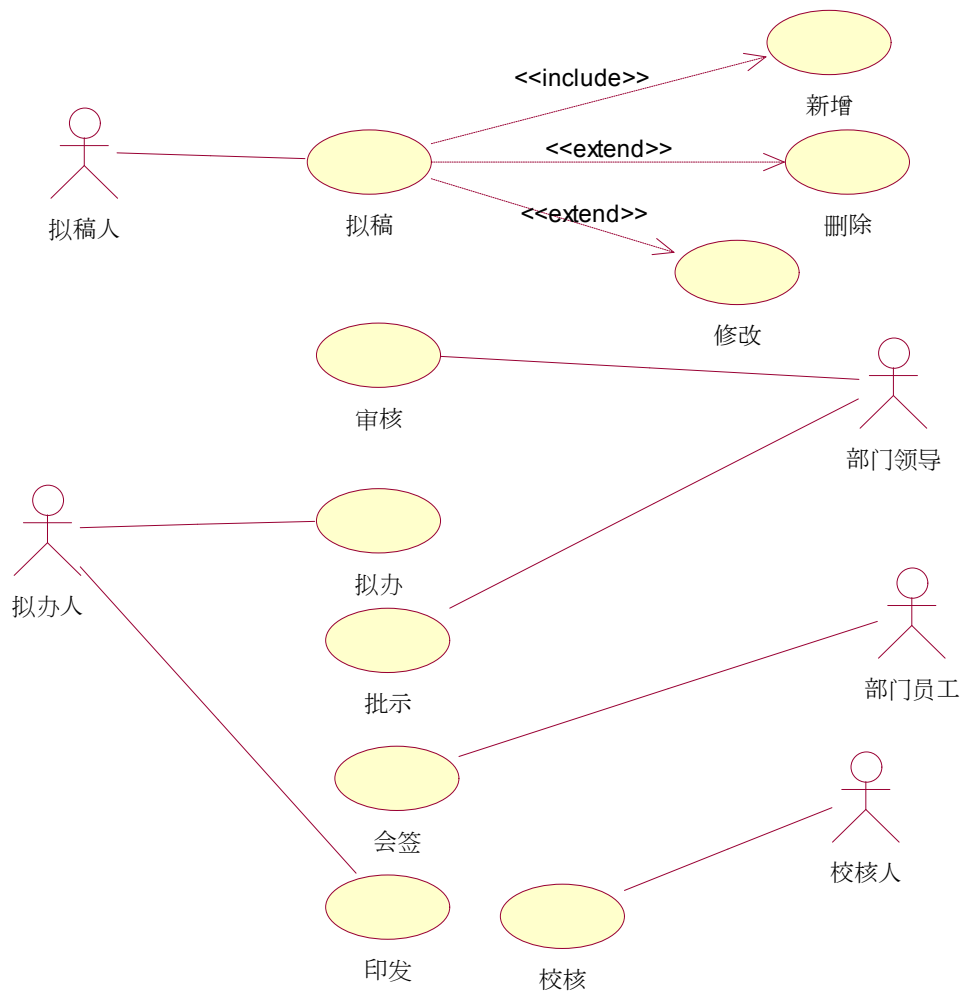 <<include>>
新增
<<extend>>
拟稿人
拟稿
删除
<<extend>>
修改
审核
部门领导
拟办人
拟办
批示
部门员工
会签
校核人
印发
校核